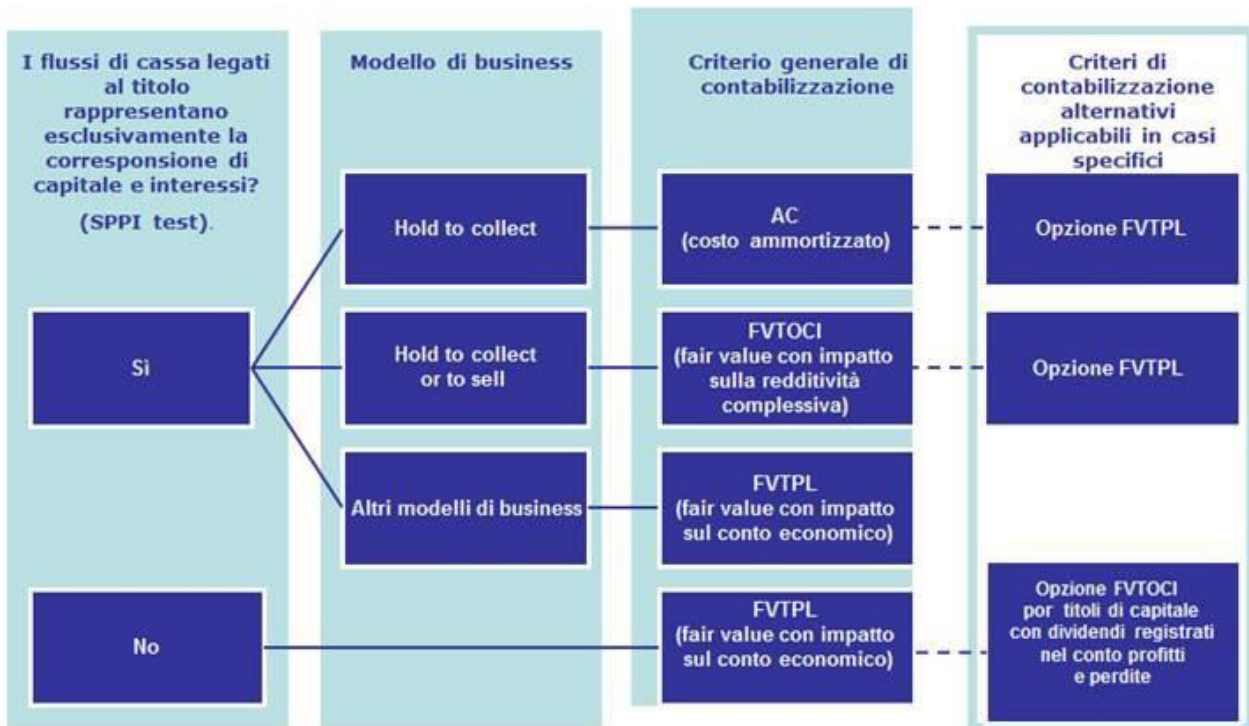 I flussi di cassa legati
al titolo
rappresentano
esclusivamente la
corresponsione di
capitale e interessi?
(SPPI test).
Modello di business
Criterio generale di
contabilizzazione
Criteri di
contabilizzazione
alternativi
applicabili in casi
specifici
Hold to collect
AC
(costo ammortizzato)
Opzione FVTPL
Sì
Hold to collect
or to sell
FVTOCI
(fair value con impatto
sulla redditività
complessiva)
Opzione FVTPL
Altri modelli di business
FVTPL
(fair value con impatto
sul conto economico)
No
FVTPL
(fair value con impatto
sul conto economico)
Opzione FVTOCI
por titoli di capitale
con dividendi registrati
nel conto profitti
e perdite